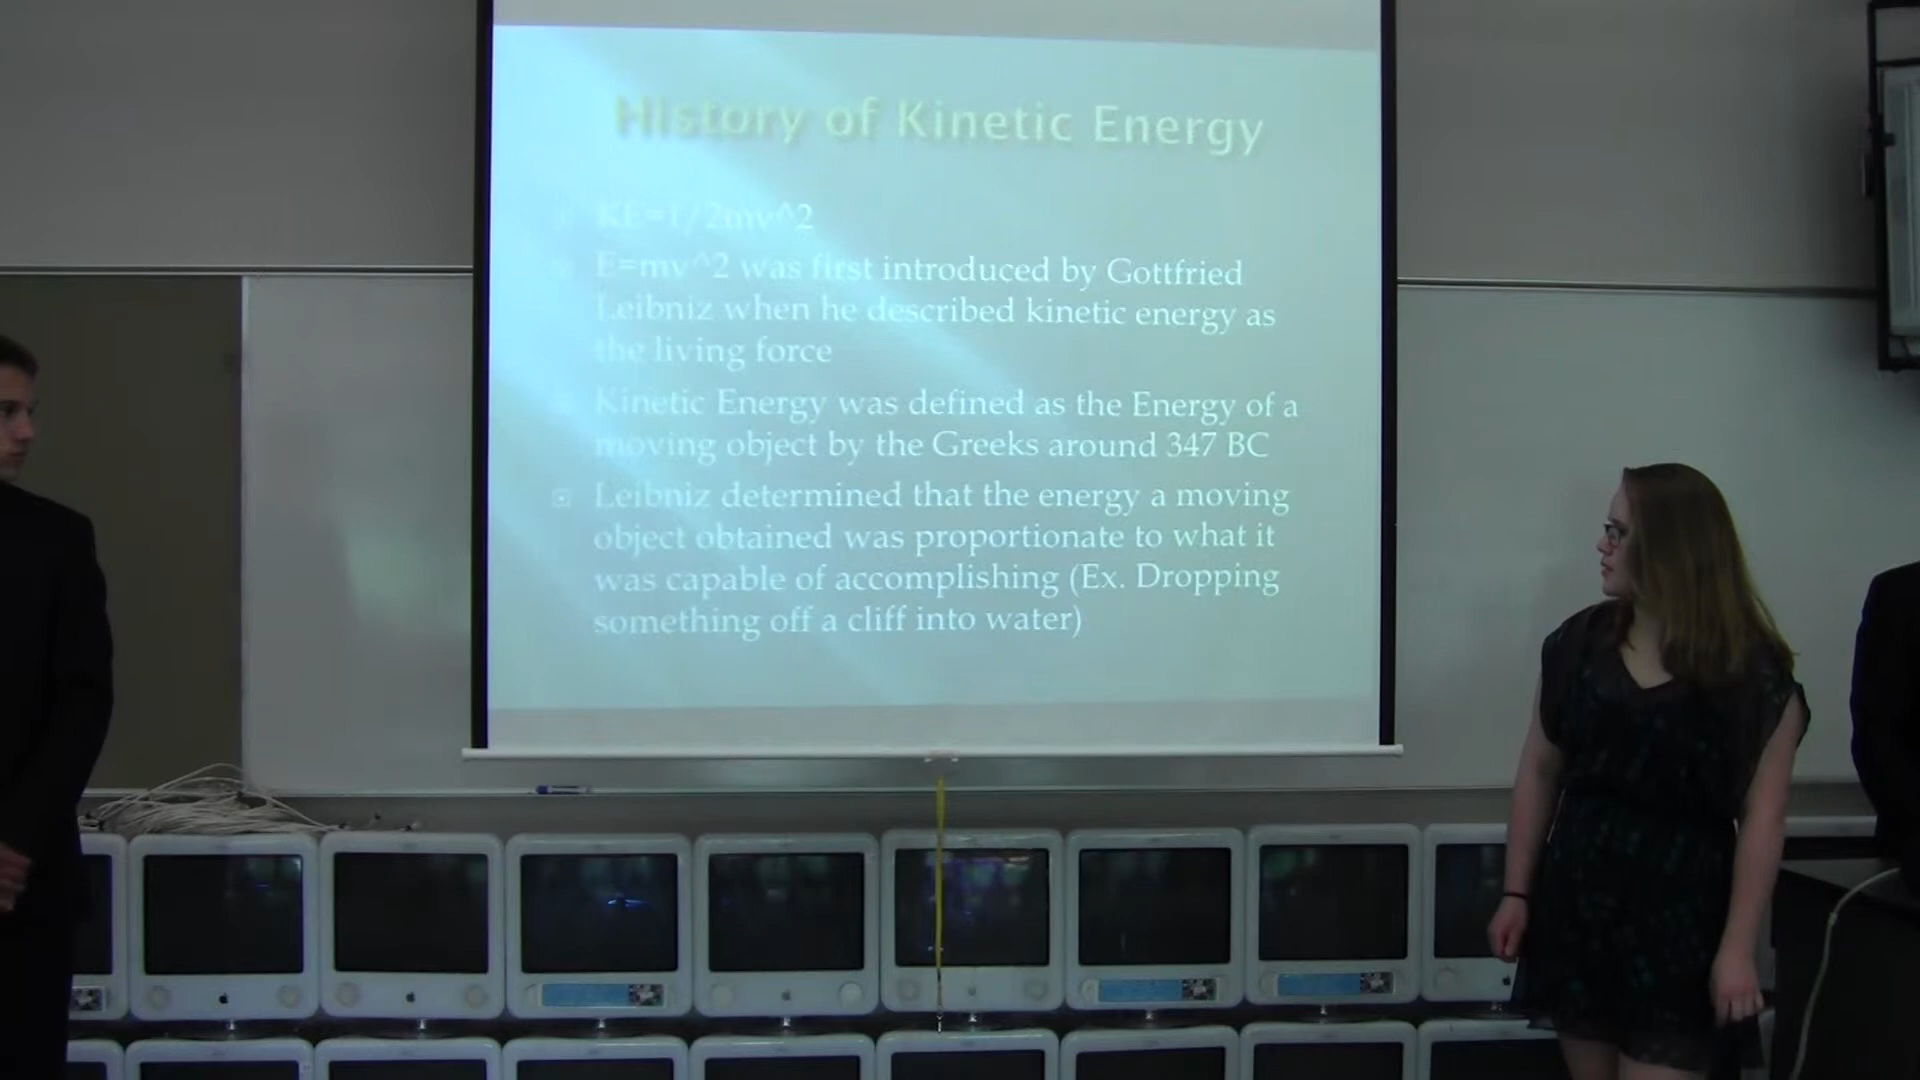 History of Kinetic Energy
KE=1/2mv^2
E=mv^2 was first introduced by Gottfried
Leibniz when he described kinetic energy as
the living force
Kinetic Energy was defined as the Energy of a
moving object by the Greeks around 347 BC
Leibniz determined that the energy a moving
object obtained was proportionate to what it
was capable of accomplishing (Ex. Dropping
something off a cliff into water)